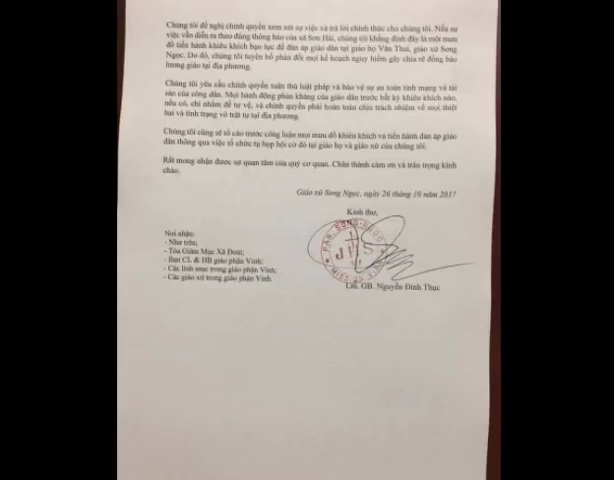 Chúng tôi đề nghị chính quyền xem xét sự việc và trả lời chính thức cho chúng tôi. Nếu sự
việc vẫn diễn ra theo đúng thông báo của xã Sơn Hải, chúng tôi khẳng định đây là một mưu
đồ tiến hành khiêu khích bạo lực để đàn áp giáo dân tại giáo họ Văn Thai, giáo xứ Song
Ngọc. Do đó, chúng tôi tuyên bố phản đối mọi kế hoạch nguy hiểm gây chia rẽ đồng bào
lương giáo tại địa phương.
Chúng tôi yêu cầu chính quyền tuân thủ luật pháp và bảo vệ sự an toàn tính mạng và tài
sản của công dân. Mọi hành động phản kháng của giáo dân trước bất kỳ khiêu khích nào,
nếu có, chỉ nhằm để tự vệ, và chính quyền phải hoàn toàn chịu trách nhiệm về mọi thiệt
hại và tình trạng vô trật tự tại địa phương.
Chúng tôi cũng sẽ tố cáo trước công luận mọi mưu đồ khiêu khích và tiến hành đàn áp giáo
dân thông qua việc tổ chức tụ họp hội cờ đỏ tại giáo họ và giáo xứ của chúng tôi.
Rất mong nhận được sự quan tâm của quý cơ quan. Chân thành cám ơn và trân trọng kính
chào.
Giáo xứ Song Ngọc, ngày 26 tháng 10 năm 2017
Kính thư,
PAR. SONG-NGOC
J H S
MISSION VINH
Lm. GB. Nguyễn Đình Thục
Nơi nhận:
- Như trên;
- Tòa Giám Mục Xã Đoài;
- Ban CL & HB giáo phận Vinh;
- Các linh mục trong giáo phận Vinh;
- Các giáo xứ trong giáo phận Vinh